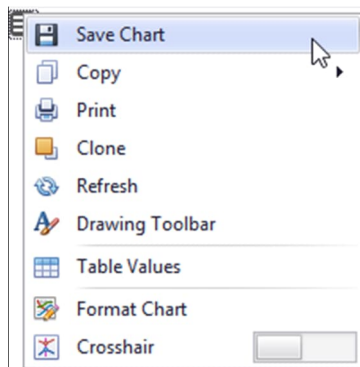 Save Chart
Copy
Print
Clone
Refresh
Drawing Toolbar
Table Values
Format Chart
Crosshair